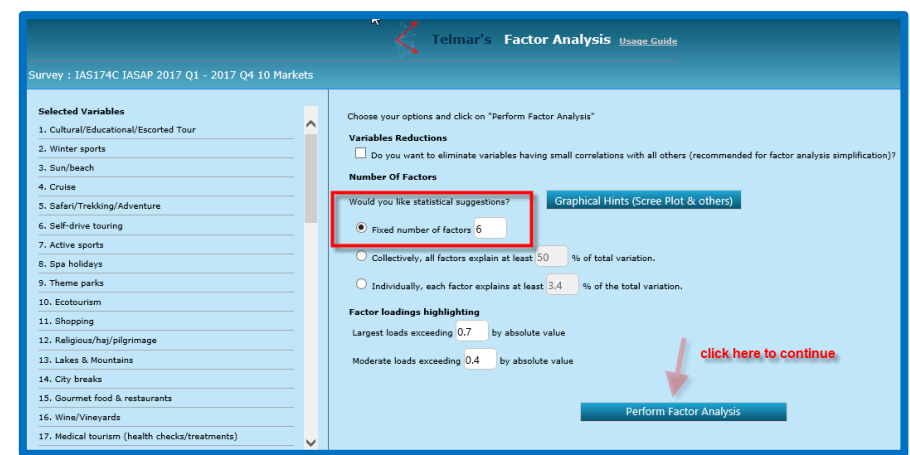 Telmar's Factor Analysis Usage Guide
Survey : IAS174C IASAP 2017 Q1 - 2017 Q4 10 Markets
Selected Variables
1. Cultural/Educational/Escorted Tour
2. Winter sports
3. Sun/beach
4. Cruise
5. Safari/Trekking/Adventure
6. Self-drive touring
7. Active sports
8. Spa holidays
9. Theme parks
10. Ecotourism
11. Shopping
12. Religious/haj/pilgrimage
13. Lakes & Mountains
14. City breaks
15. Gourmet food & restaurants
16. Wine/Vineyards
17. Medical tourism (health checks/treatments)
Choose your options and click on "Perform Factor Analysis"
Variables Reductions
Do you want to eliminate variables having small correlations with all others (recommended for factor analysis simplification)?
Number Of Factors
Would you like statistical suggestions? Graphical Hints (Scree Plot & others)
Fixed number of factors 6
Collectively, all factors explain at least 50 % of total variation.
Individually, each factor explains at least 3.4 % of the total variation.
Factor loadings highlighting
Largest loads exceeding 0.7 by absolute value
Moderate loads exceeding 0.4 by absolute value
click here to continue
Perform Factor Analysis